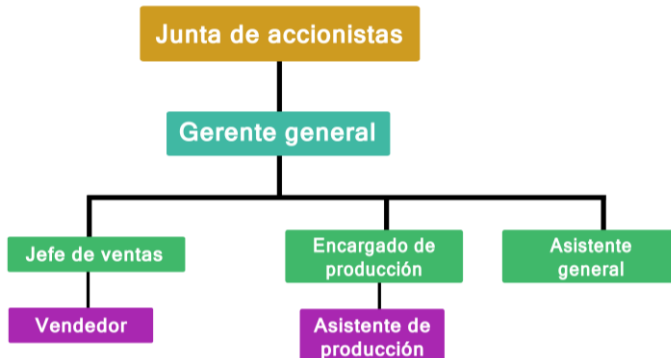 Junta de accionistas
Gerente general
Jefe de ventas
Encargado de
producción
Asistente
general
Vendedor
Asistente de
producción